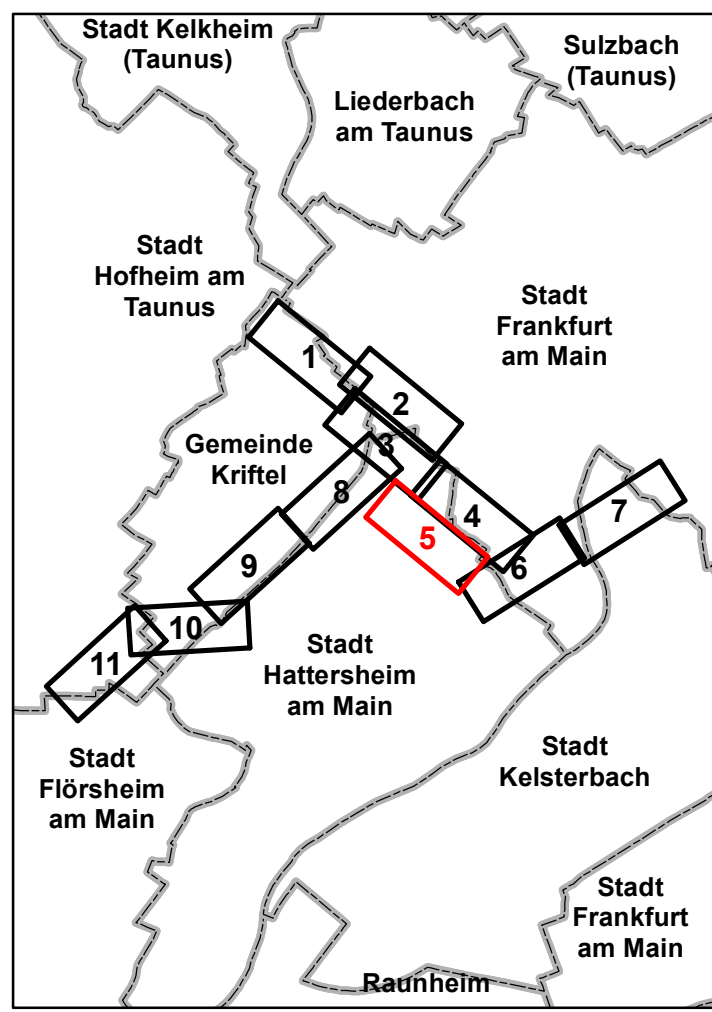 Stadt Kelkheim
(Taunus)
Sulzbach
(Taunus)
Liederbach
am Taunus
Stadt
Hofheim am
Taunus
Stadt
Frankfurt
am Main
1
2
3
Gemeinde
Kriftel
8
4
5
7
6
9
10
11
Stadt
Hattersheim
am Main
Stadt
Flörsheim
am Main
Stadt
Kelsterbach
Stadt
Frankfurt
am Main
Raunheim